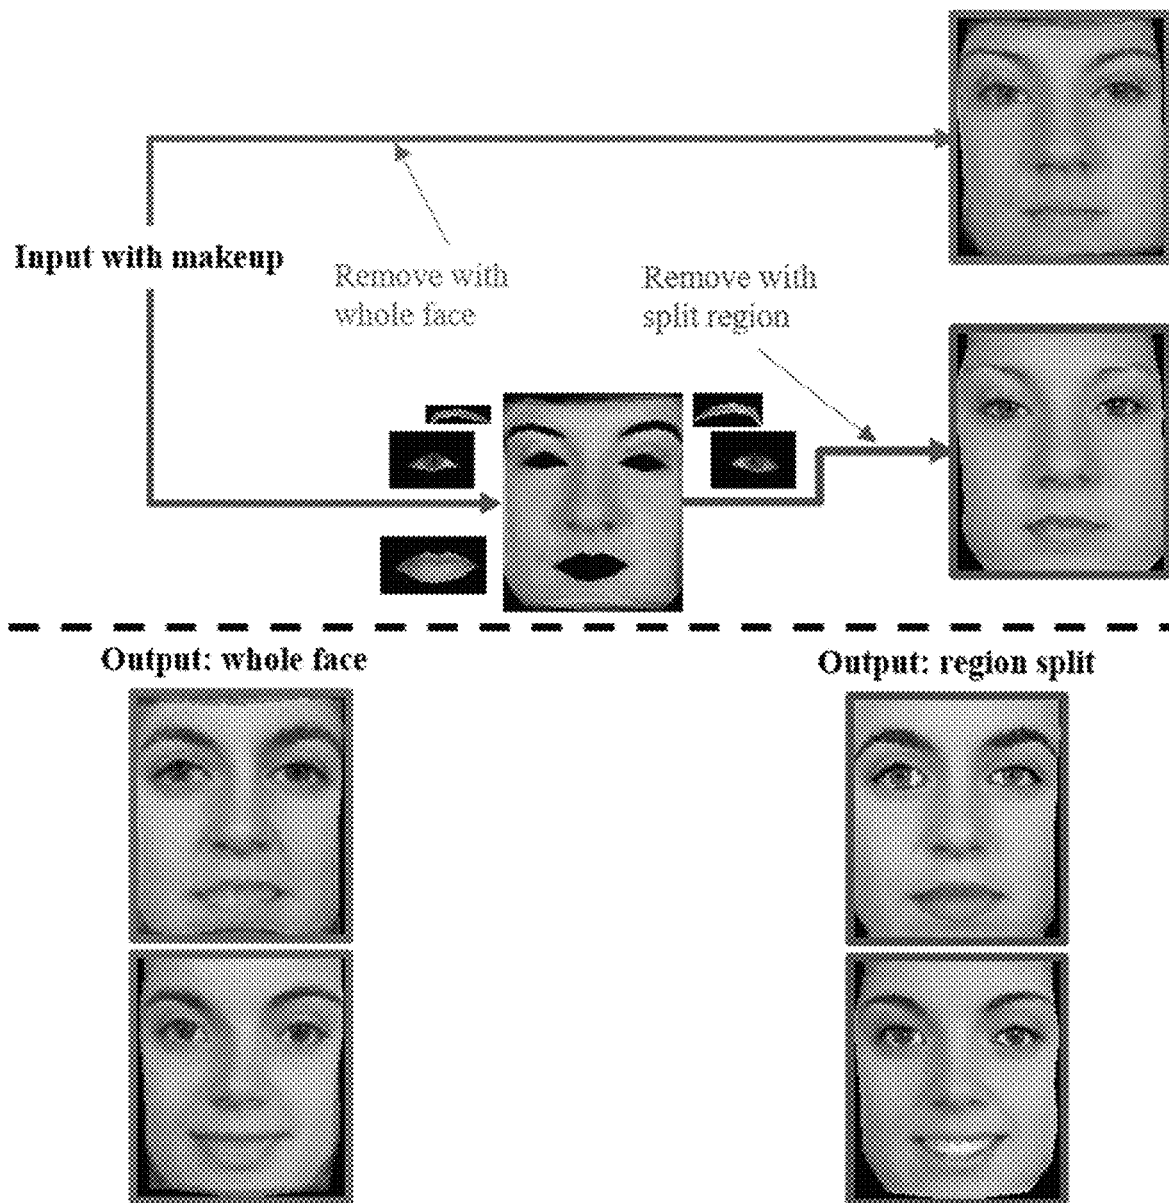 Input with makeup
Remove with
whole face
Remove with
split region
Output: whole face
Output: region split